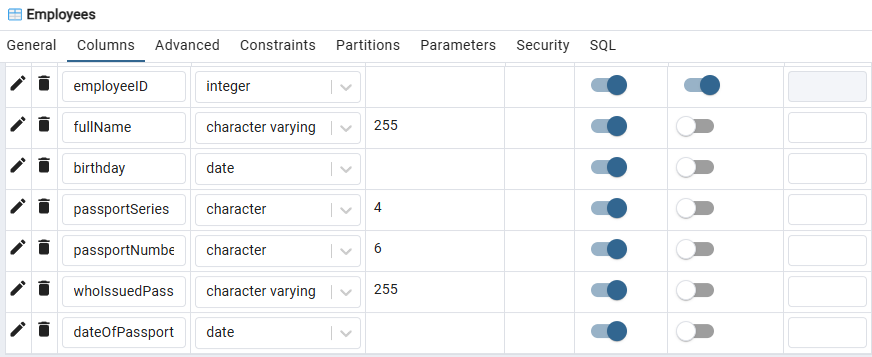 Employees
General Columns Advanced Constraints Partitions Parameters Security SQL
employeeID integer
fullName character varying 255
birthday date
passportSeries character 4
passportNumbe character 6
whoIssuedPass character varying 255
dateOfPassport date